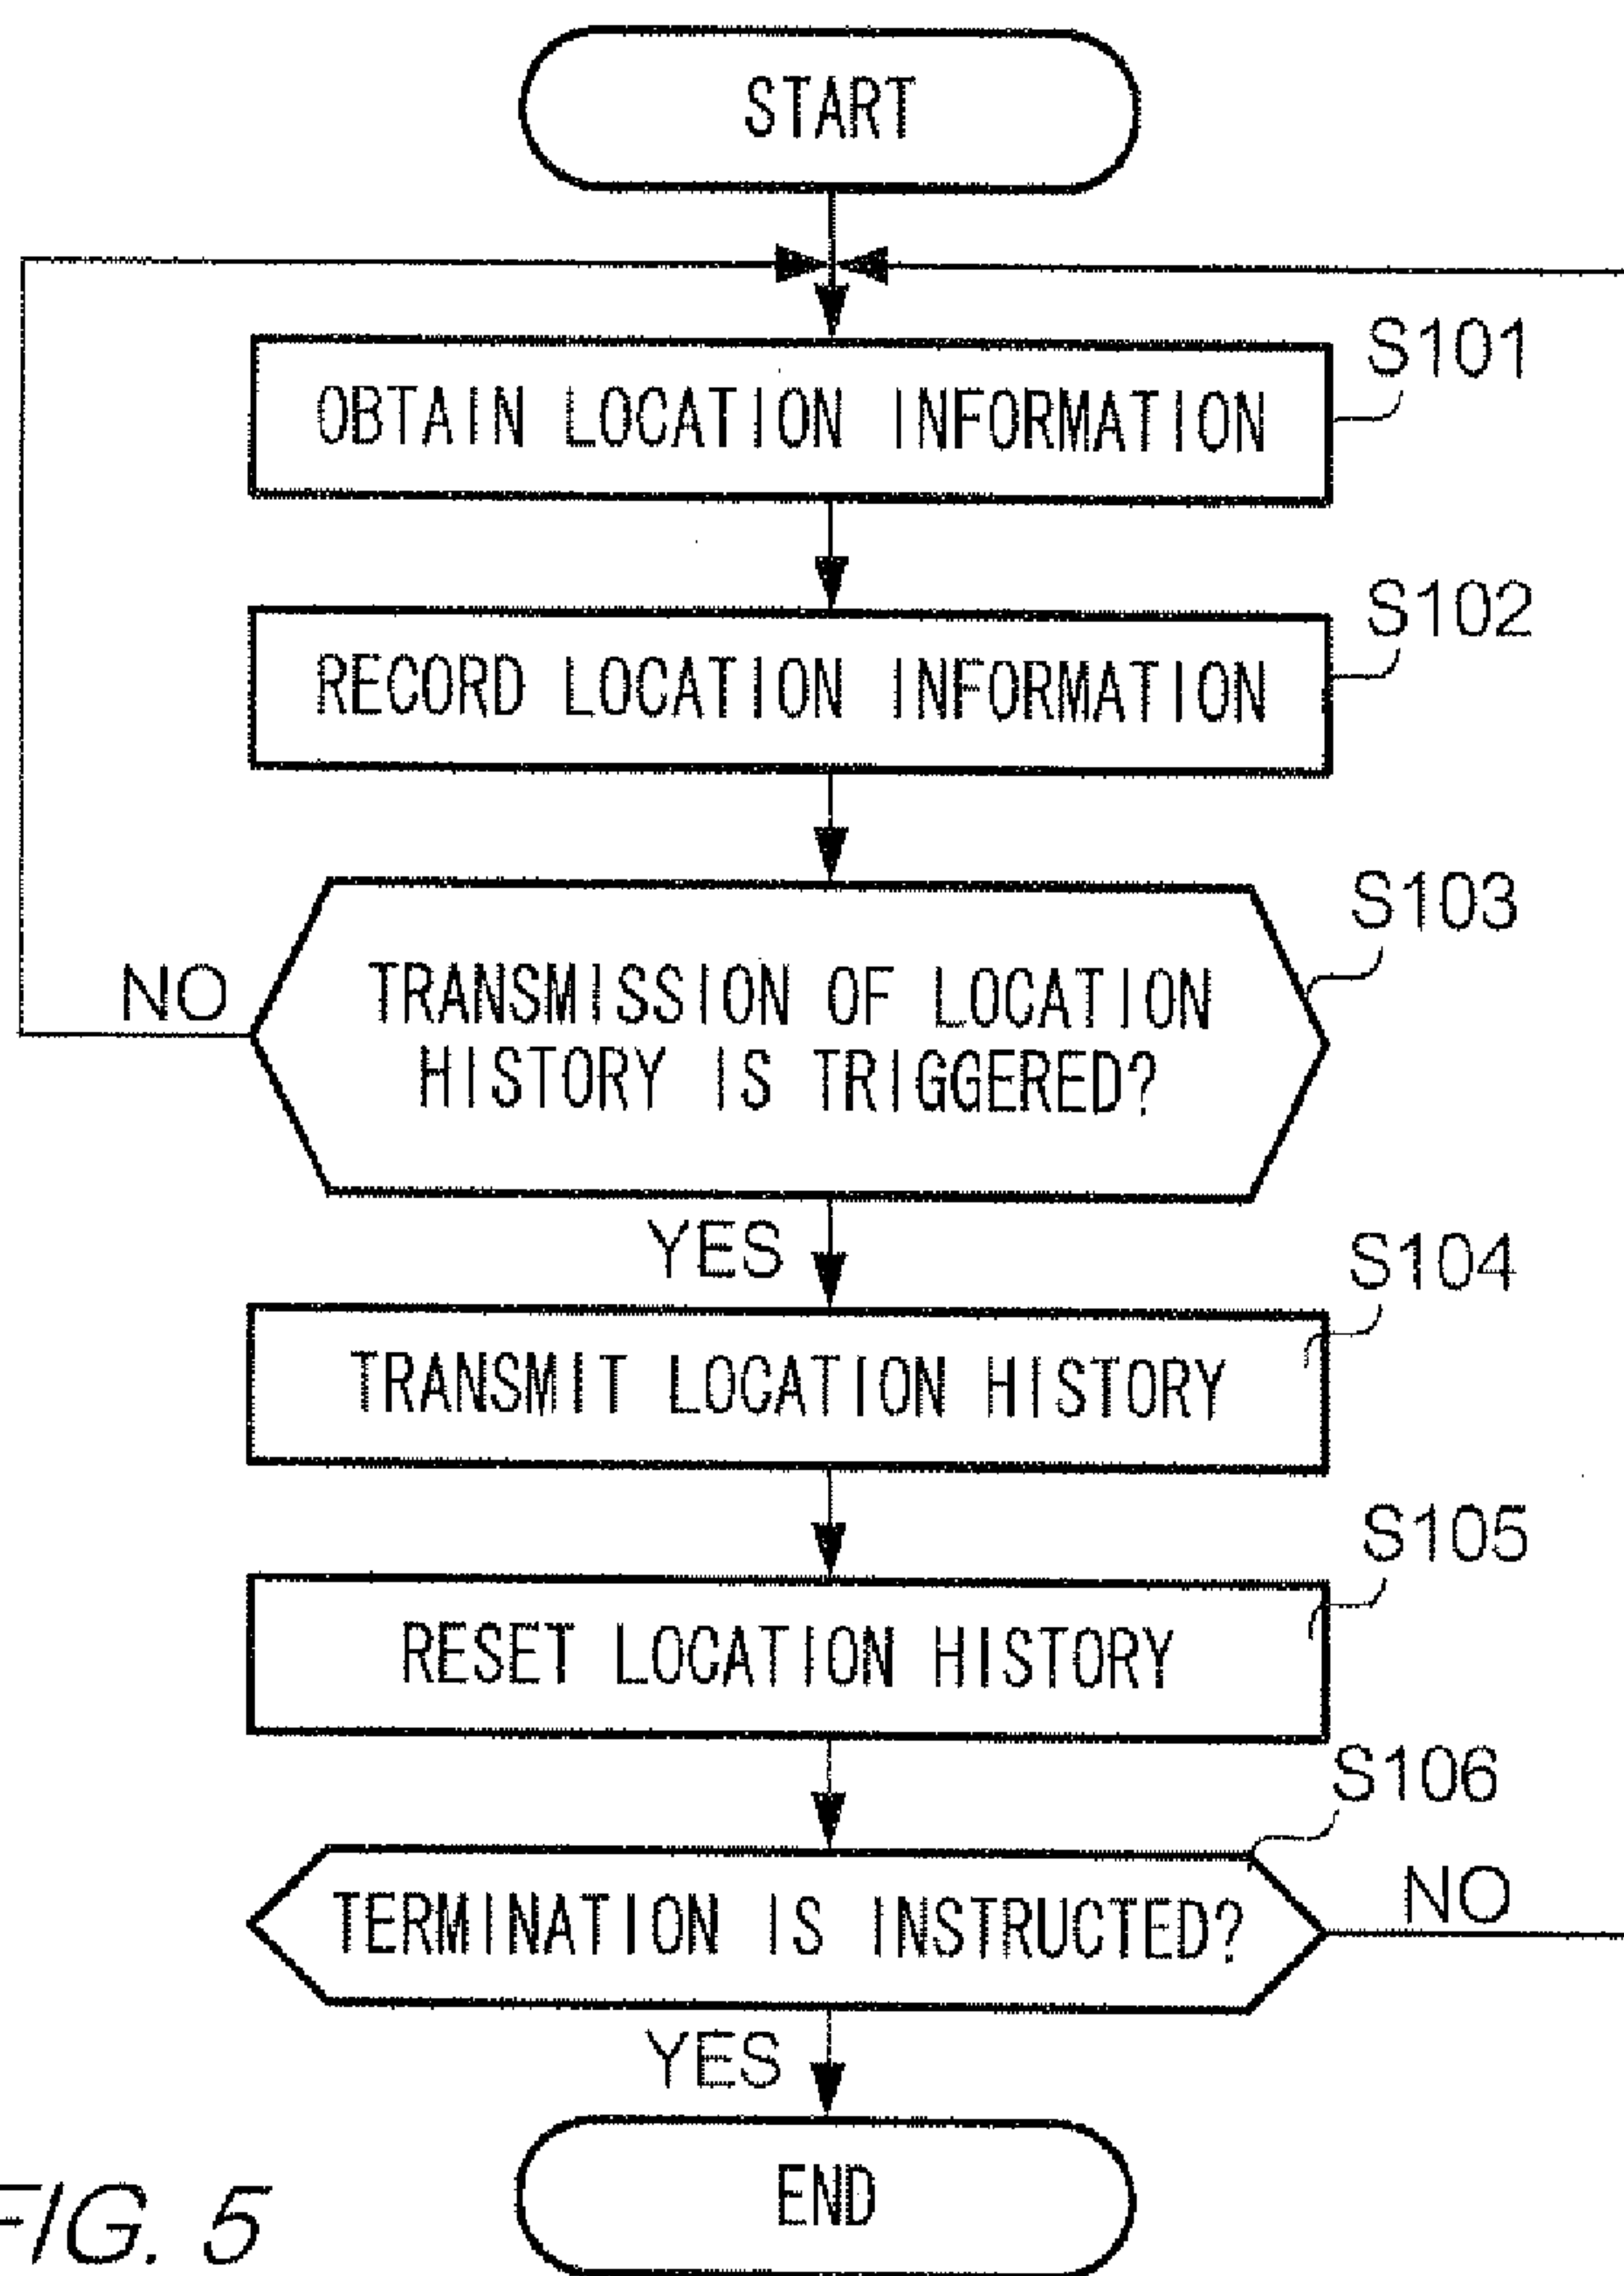 START
S101
OBTAIN LOCATION INFORMATION
S102
RECORD LOCATION INFORMATION
S103
NO
TRANSMISSION OF LOCATION
HISTORY IS TRIGGERED?
YES
S104
TRANSMIT LOCATION HISTORY
S105
RESET LOCATION HISTORY
S106
TERMINATION IS INSTRUCTED?
NO
YES
END
FIG. 5